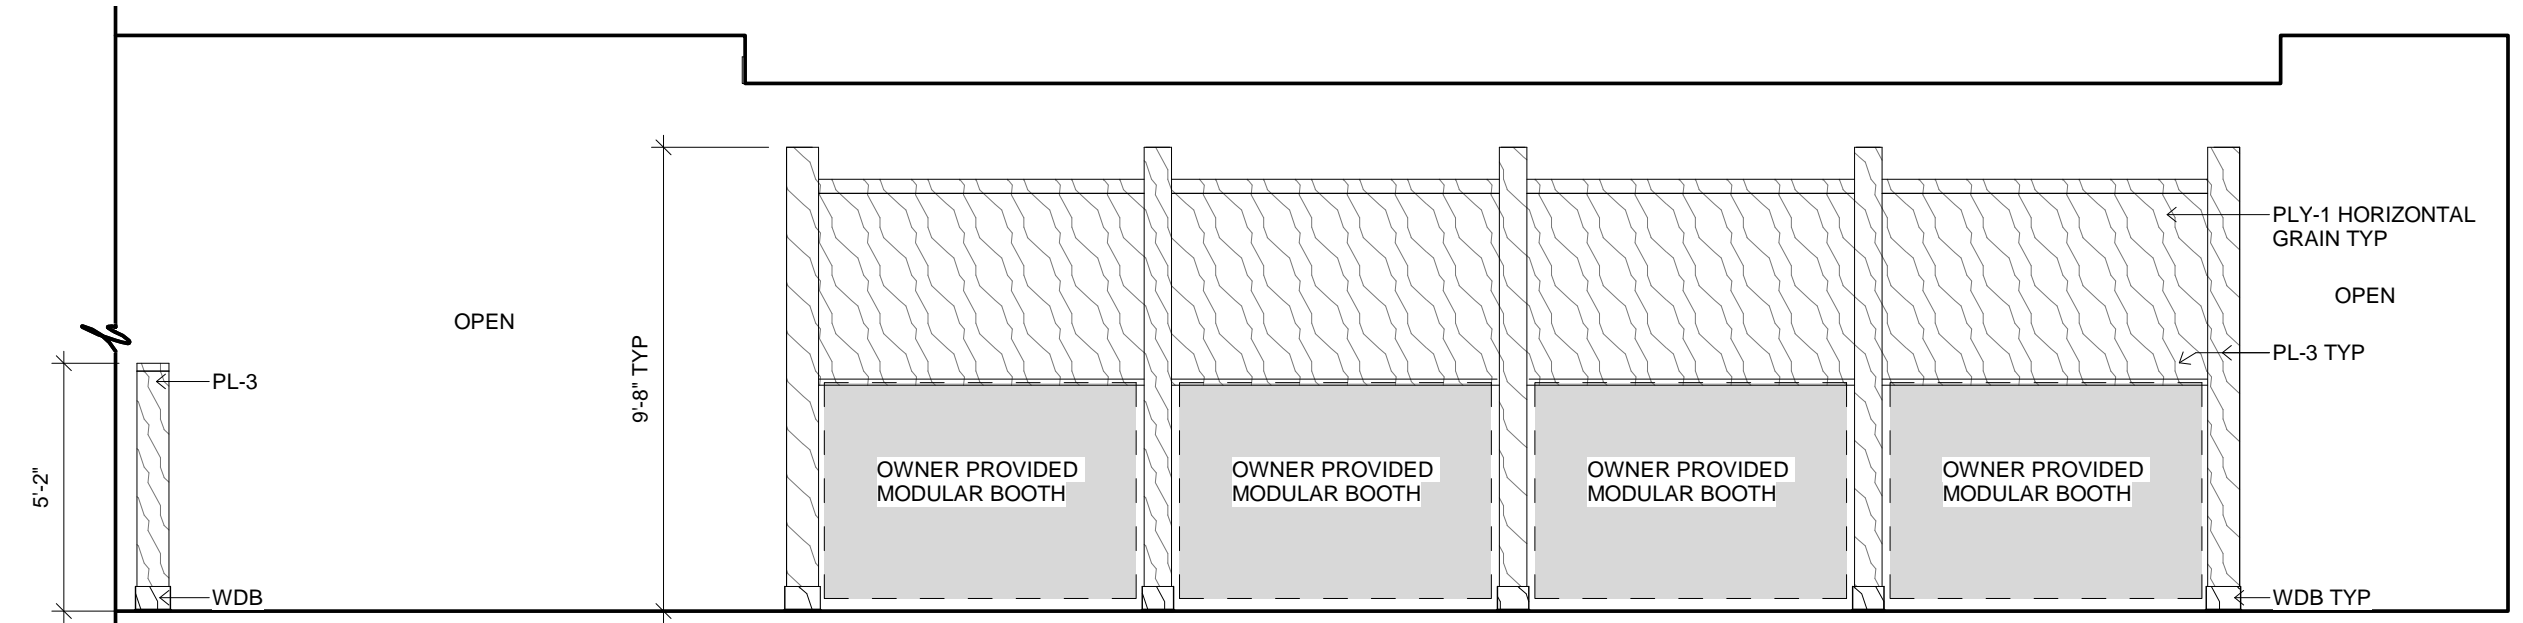 PLY-1 HORIZONTAL
GRAIN TYP
OPEN
OPEN
9'-8" TYP
PL-3 TYP
PL-3
5'-2"
OWNER PROVIDED
MODULAR BOOTH
OWNER PROVIDED
MODULAR BOOTH
OWNER PROVIDED
MODULAR BOOTH
OWNER PROVIDED
MODULAR BOOTH
WDB
WDB TYP